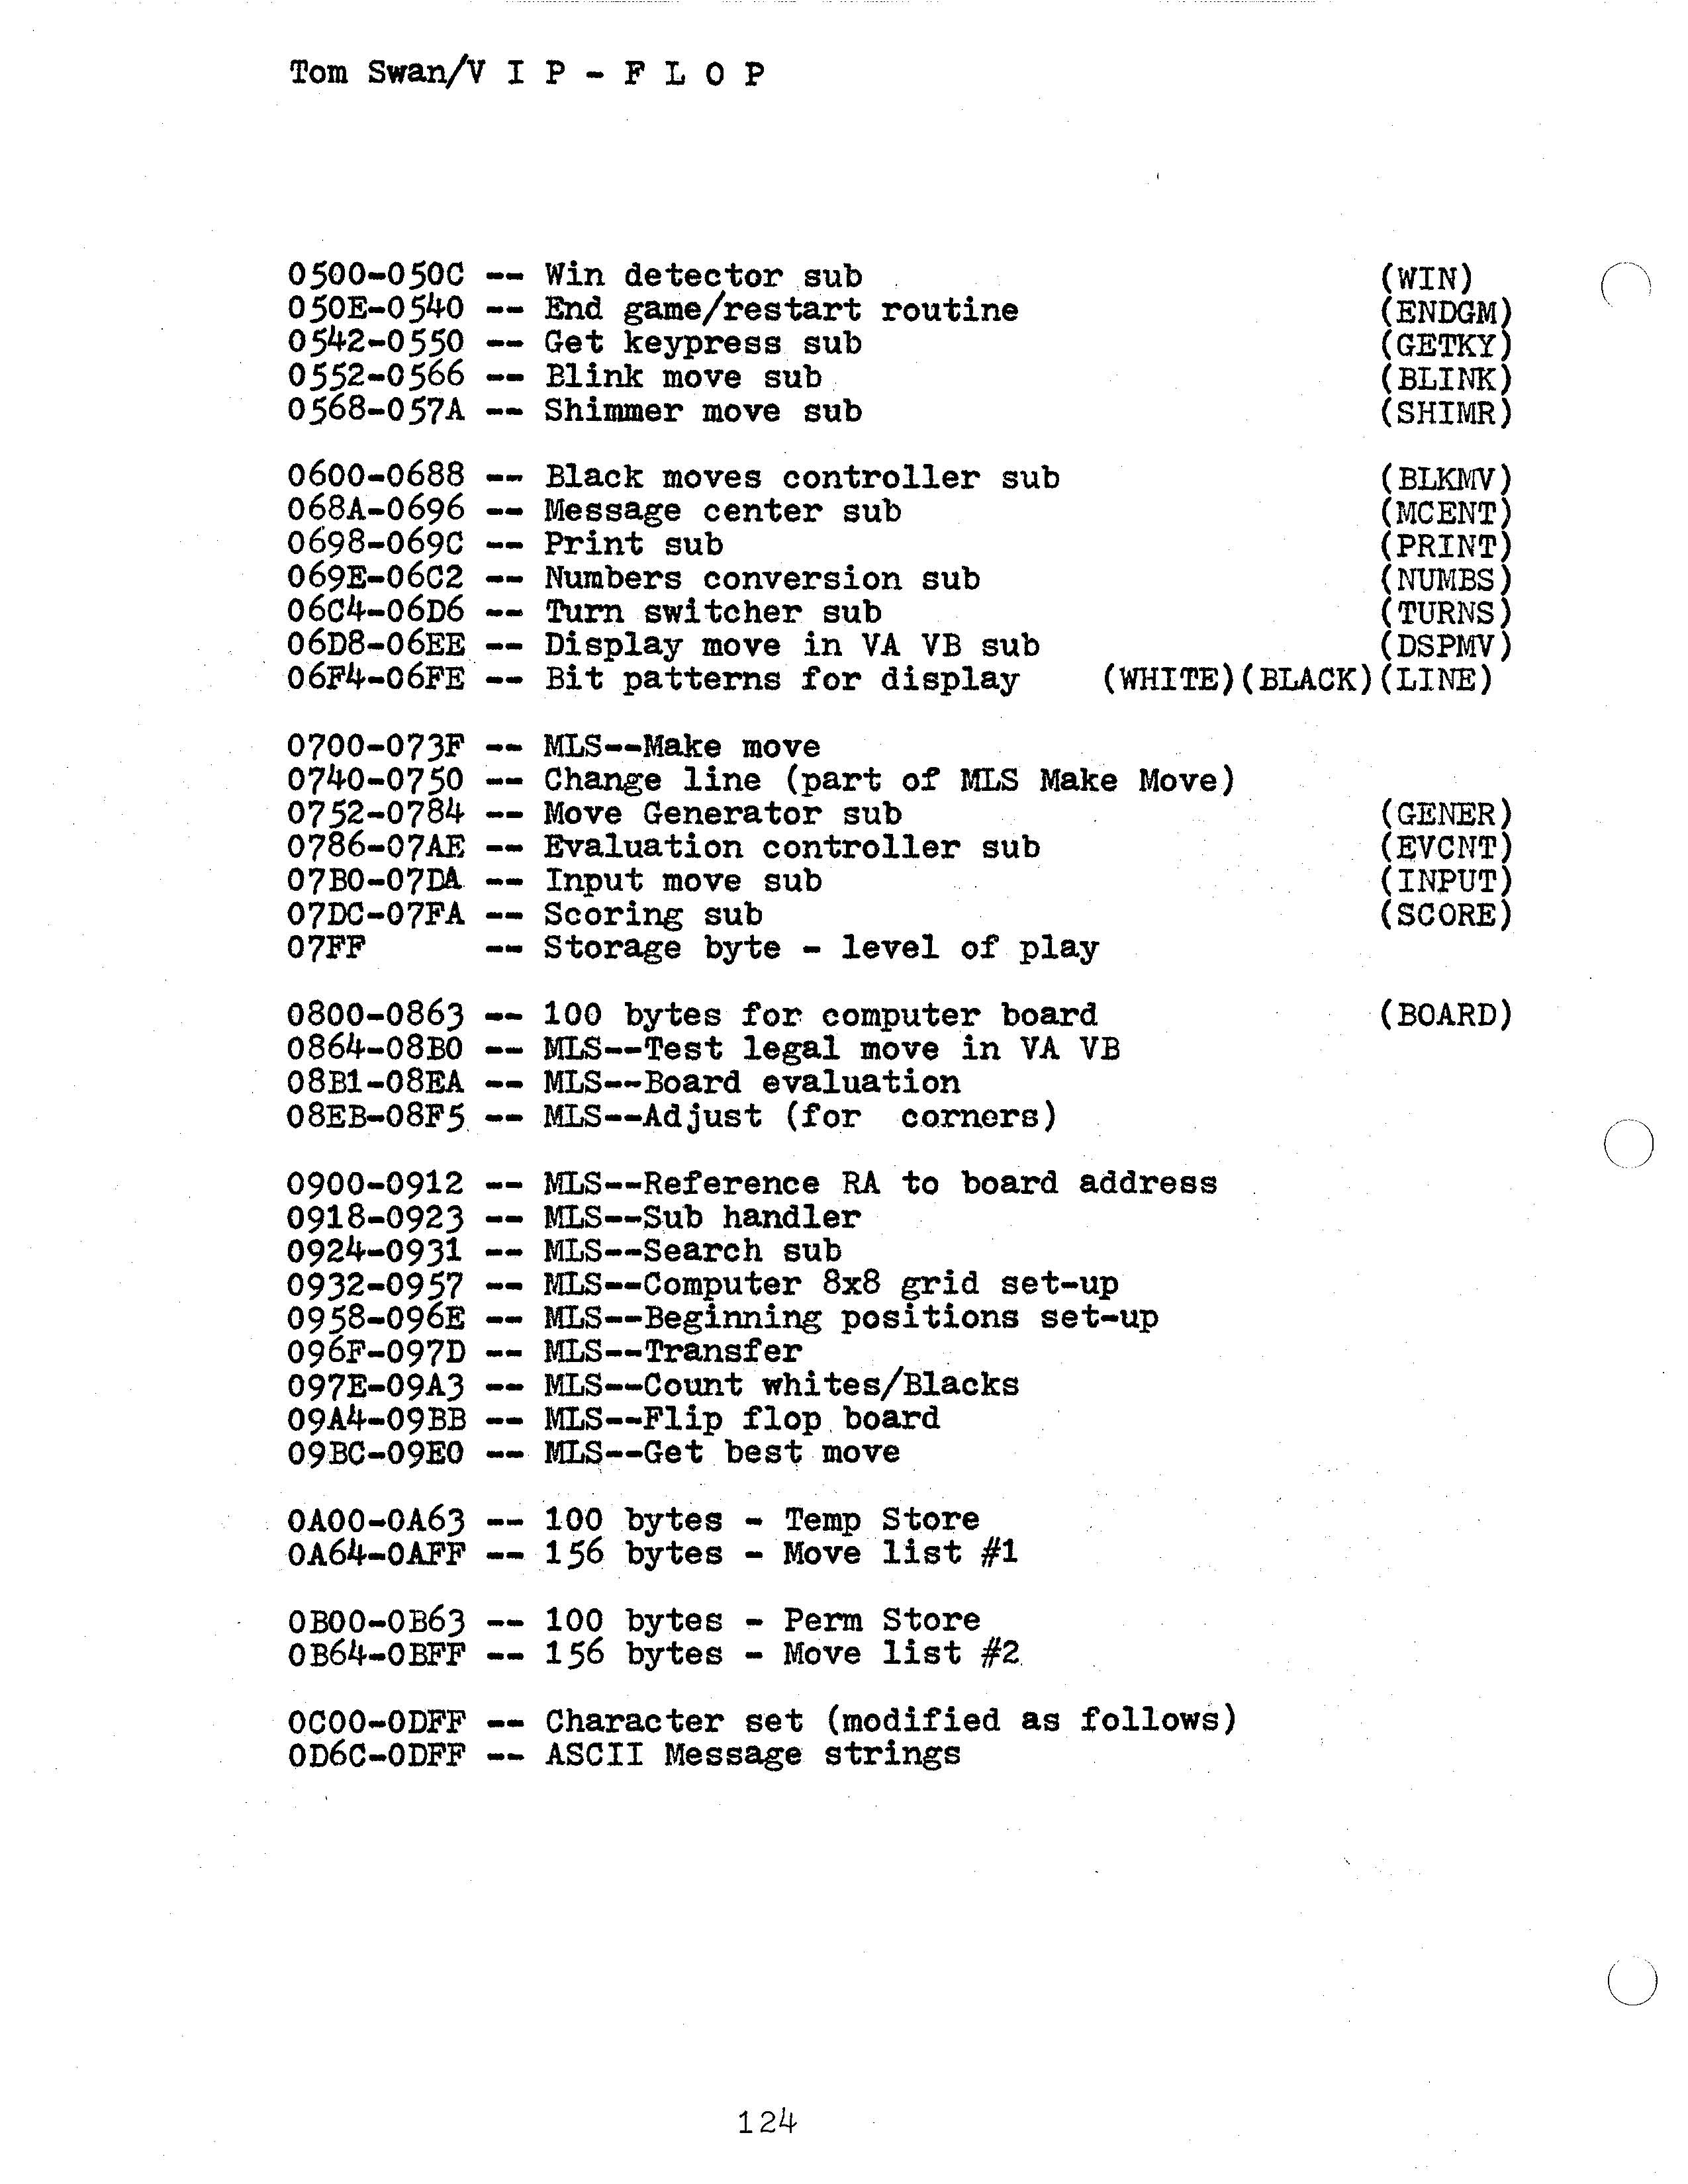 Tom Swan/V I P - F L O P
0500-050C -- Win detector sub (WIN)
050E-0540 -- End game/restart routine (ENDGM)
0542-0550 -- Get keypress sub (GETKY)
0552-0566 -- Blink move sub (BLINK)
0568-057A -- Shimmer move sub (SHIMR)
0600-0688 -- Black moves controller sub (BLKMV)
068A-0696 -- Message center sub (MCENT)
0698-069C -- Print sub (PRINT)
069E-06C2 -- Numbers conversion sub (NUMBS)
06C4-06D6 -- Turn switcher sub (TURNS)
06D8-06EE -- Display move in VA VB sub (DSPMV)
06F4-06FE -- Bit patterns for display (WHITE)(BLACK)(LINE)
0700-073F -- MLS--Make move
0740-0750 -- Change line (part of MLS Make Move)
0752-0784 -- Move Generator sub (GENER)
0786-07AE -- Evaluation controller sub (EVCNT)
07B0-07DA -- Input move sub (INPUT)
07DC-07FA -- Scoring sub (SCORE)
07FF -- Storage byte - level of play
0800-0863 -- 100 bytes for computer board (BOARD)
0864-08B0 -- MLS--Test legal move in VA VB
08B1-08EA -- MLS--Board evaluation
08EB-08F5 -- MLS--Adjust (for corners)
0900-0912 -- MLS--Reference RA to board address
0918-0923 -- MLS--Sub handler
0924-0931 -- MLS--Search sub
0932-0957 -- MLS--Computer 8x8 grid set-up
0958-096E -- MLS--Beginning positions set-up
096F-097D -- MLS--Transfer
097E-09A3 -- MLS--Count whites/Blacks
09A4-09BB -- MLS--Flip flop board
09BC-09E0 -- MLS--Get best move
0A00-0A63 -- 100 bytes - Temp Store
0A64-0AFF -- 156 bytes - Move list #1
0B00-0B63 -- 100 bytes - Perm Store
0B64-0BFF -- 156 bytes - Move list #2
0C00-0DFF -- Character set (modified as follows)
0D6C-0DFF -- ASCII Message strings
124